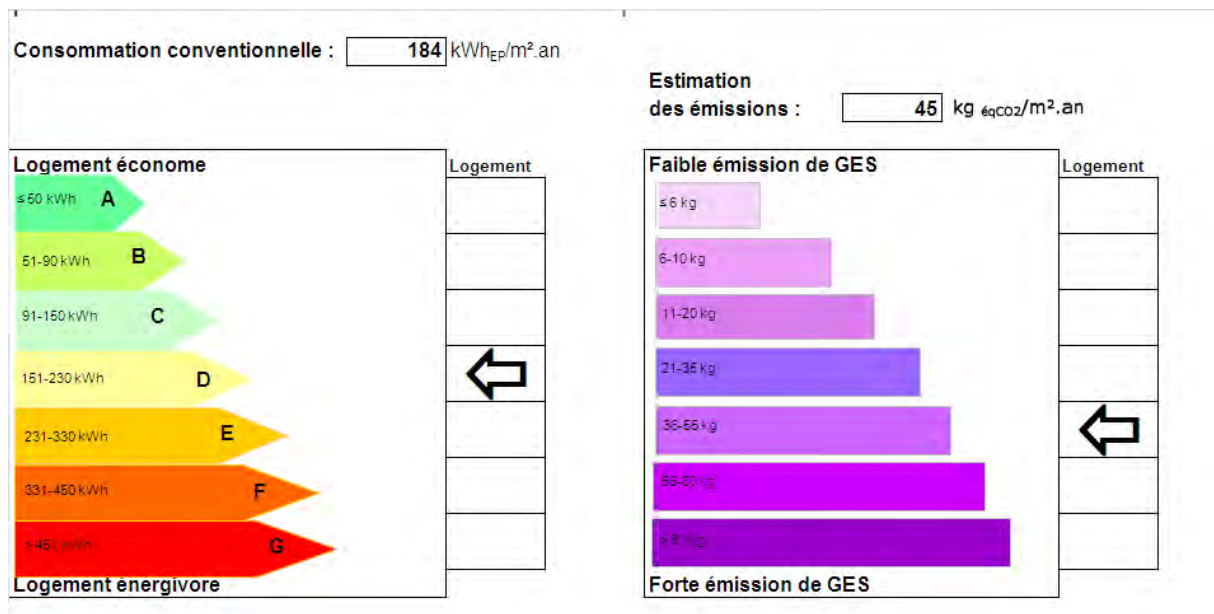 Consommation conventionnelle : 184 kWhEP/m².an
Estimation
des émissions : 45 kg éqCO2/m².an
Logement économe
Logement
≤ 50 kWh A
51-90 kWh B
91-150 kWh C
151-230 kWh D
231-330 kWh E
331-450 kWh F
G
Logement énergivore
Faible émission de GES
Logement
≤ 6 kg
6-10 kg
11-20 kg
21-35 kg
36-55 kg
Forte émission de GES